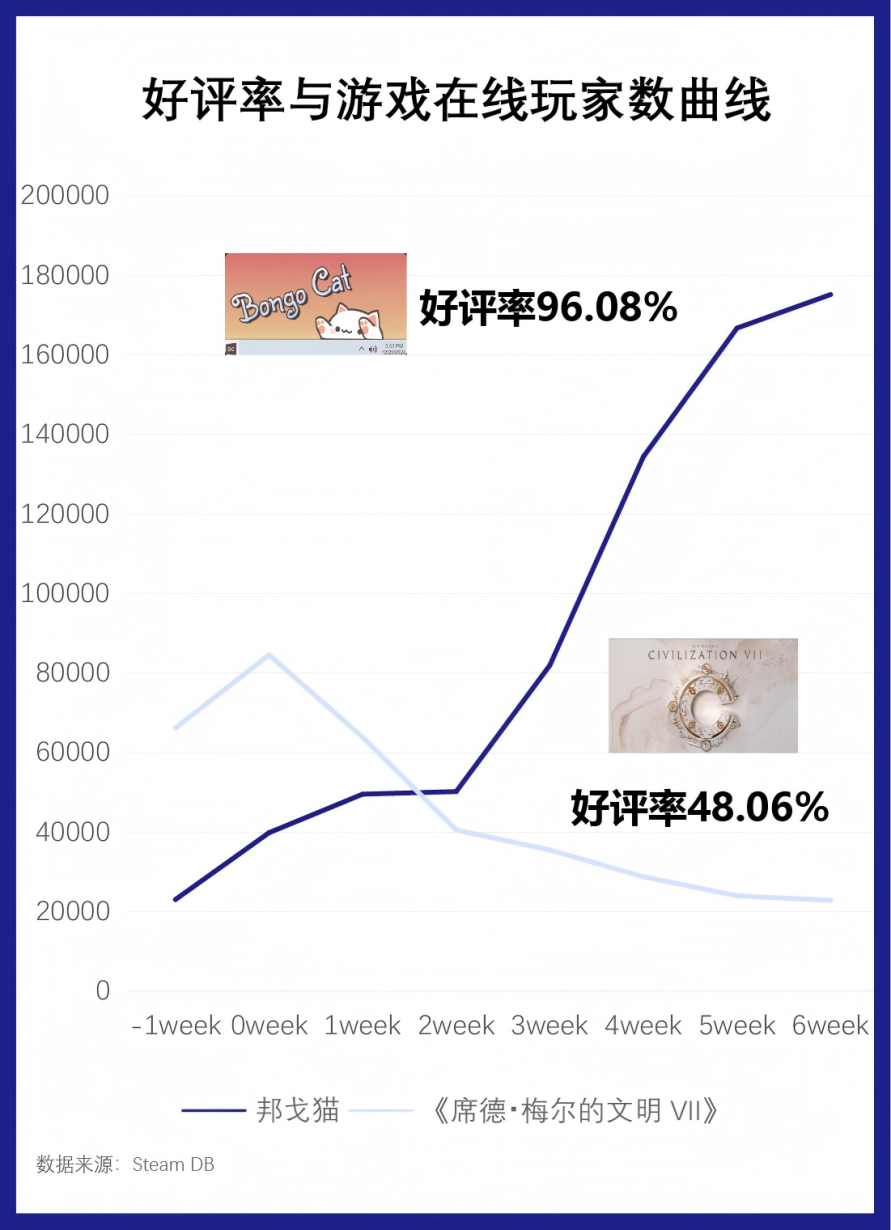 好评率与游戏在线玩家数曲线
200000
180000
160000
140000
120000
100000
80000
60000
40000
20000
0
Bongo Cat
好评率96.08%
CIVILIZATION VII
好评率48.06%
-1week 0week 1week 2week 3week 4week 5week 6week
邦戈猫 《席德·梅尔的文明 VII》
数据来源：Steam DB